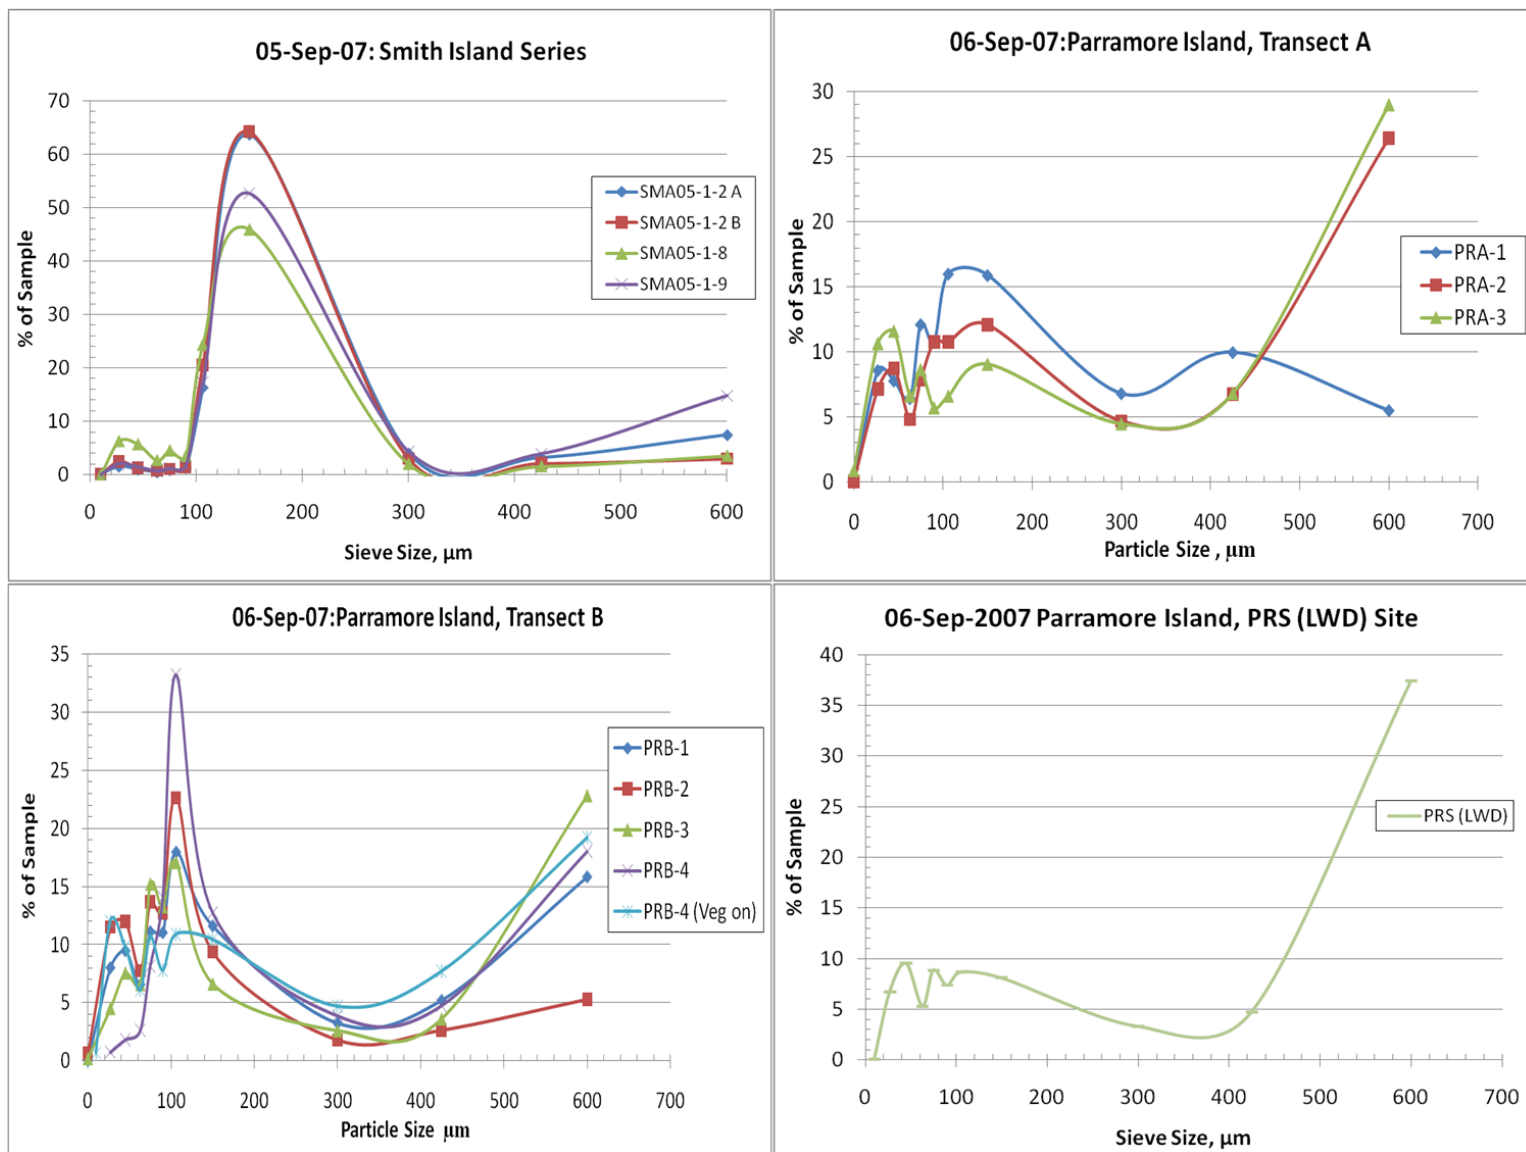 05-Sep-07: Smith Island Series
70
60
50
40
30
20
10
0
% of Sample
0 100 200 300 400 500 600
Sieve Size, µm
SMA05-1-2 A
SMA05-1-2 B
SMA05-1-8
SMA05-1-9
06-Sep-07:Parramore Island, Transect A
30
25
20
15
10
5
0
% of Sample
0 100 200 300 400 500 600 700
Particle Size , µm
PRA-1
PRA-2
PRA-3
06-Sep-07:Parramore Island, Transect B
35
30
25
20
15
10
5
0
% of Sample
0 100 200 300 400 500 600 700
Particle Size µm
PRB-1
PRB-2
PRB-3
PRB-4
PRB-4 (Veg on)
06-Sep-2007 Parramore Island, PRS (LWD) Site
40
35
30
25
20
15
10
5
0
% of Sample
0 100 200 300 400 500 600 700
Sieve Size, µm
PRS (LWD)